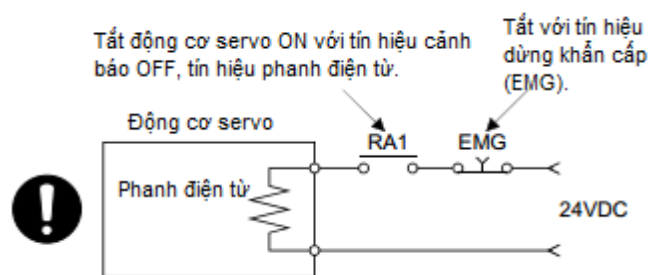 Tắt động cơ servo ON với tín hiệu cảnh
báo OFF, tín hiệu phanh điện từ.
Tắt với tín hiệu
dừng khẩn cấp
(EMG).
Động cơ servo
RA1
EMG
Phanh điện từ
24VDC